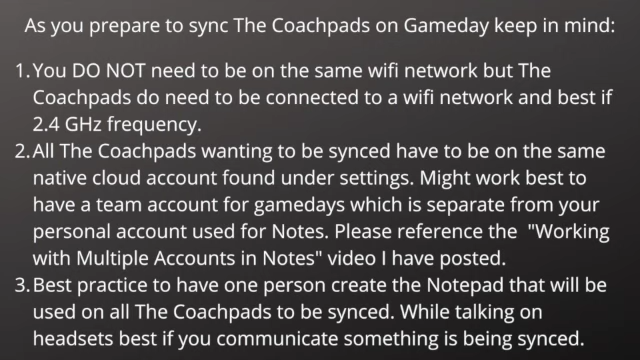 As you prepare to sync The Coachpads on Gameday keep in mind:
1. You DO NOT need to be on the same wifi network but The
Coachpads do need to be connected to a wifi network and best if
2.4 GHz frequency.
2. All The Coachpads wanting to be synced have to be on the same
native cloud account found under settings. Might work best to
have a team account for gamedays which is separate from your
personal account used for Notes. Please reference the "Working
with Multiple Accounts in Notes" video I have posted.
3. Best practice to have one person create the Notepad that will be
used on all The Coachpads to be synced. While talking on
headsets best if you communicate something is being synced.